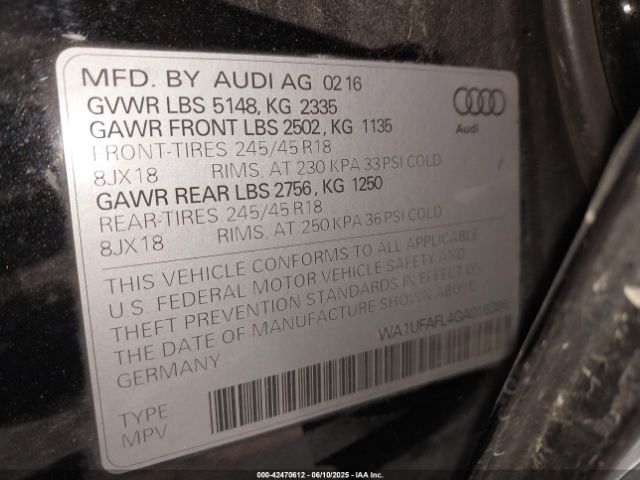 MFD. BY AUDI AG 02 16
GVWR LBS 5148, KG 2335
GAWR FRONT LBS 2502, KG 1135
FRONT-TIRES 245/45 R18
8JX18 RIMS. AT 230 KPA 33 PSI COLD
GAWR REAR LBS 2756, KG 1250
REAR-TIRES 245/45 R18
8JX18 RIMS. AT 250 KPA 36 PSI COLD
Audi
THIS VEHICLE CONFORMS TO ALL APPLICABLE
U.S. FEDERAL MOTOR VEHICLE SAFETY AND
THEFT PREVENTION STANDARDS IN EFFECT ON
THE DATE OF MANUFACTURE SHOWN ABOVE.
GERMANY
TYPE
MPV
000-42470612 - 06/10/2025 - IAA Inc.